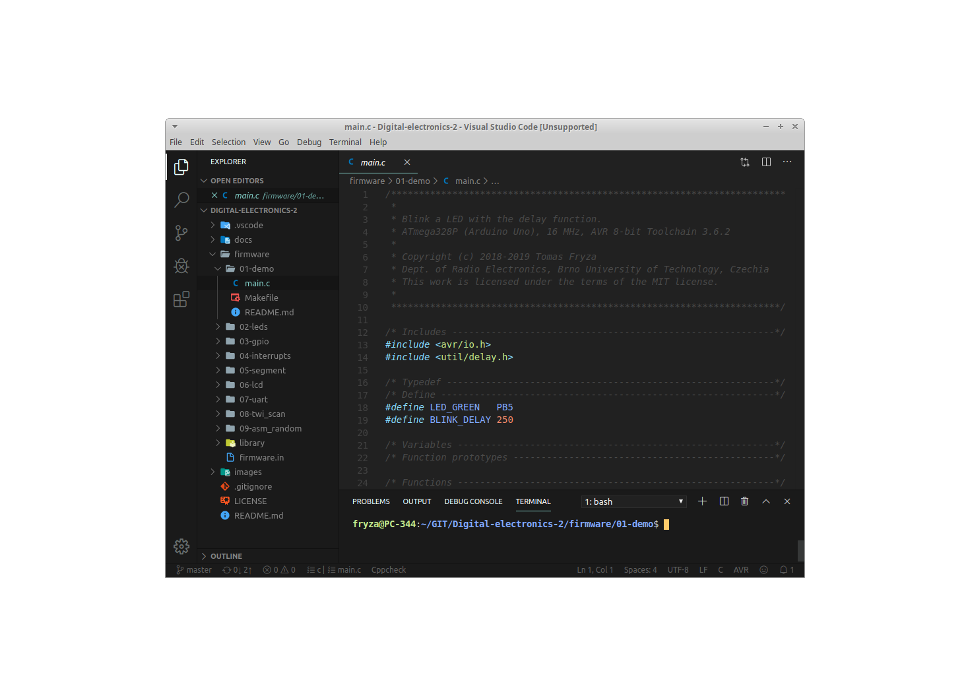 main.c - Digital-electronics-2 - Visual Studio Code [Unsupported]
File Edit Selection View Go Debug Terminal Help
EXPLORER
OPEN EDITORS
main.c firmware/01-de...
DIGITAL-ELECTRONICS-2
.vscode
docs
firmware
01-demo
C main.c
Makefile
README.md
02-leds
03-gpio
04-interrupts
05-segment
06-lcd
07-uart
08-twi_scan
09-asm_random
library
firmware.in
images
.gitignore
LICENSE
README.md
OUTLINE
C main.c
firmware > 01-demo > C main.c > ...
1 /*******************************************************************************
2 *
3 * Blink a LED with the delay function.
4 * ATmega328P (Arduino Uno), 16 MHz, AVR 8-bit Toolchain 3.6.2
5 *
6 * Copyright (c) 2018-2019 Tomas Fryza
7 * Dept. of Radio Electronics, Brno University of Technology, Czechia
8 * This work is licensed under the terms of the MIT license.
9 *
10 ******************************************************************************/
11
12 /* Includes -----------------------------------------------------------------*/
13 #include <avr/io.h>
14 #include <util/delay.h>
15
16 /* Typedef ------------------------------------------------------------------*/
17 /* Define -------------------------------------------------------------------*/
18 #define LED_GREEN PB5
19 #define BLINK_DELAY 250
20
21 /* Variables ----------------------------------------------------------------*/
22 /* Function prototypes ------------------------------------------------------*/
23
24 /* Functions ----------------------------------------------------------------*/
PROBLEMS OUTPUT DEBUG CONSOLE TERMINAL 1: bash
fryza@PC-344:~/GIT/Digital-electronics-2/firmware/01-demo$
master 0↓ 2↑ 0 0 c | main.c Cppcheck Ln 1, Col 1 Spaces: 4 UTF-8 LF C AVR 1